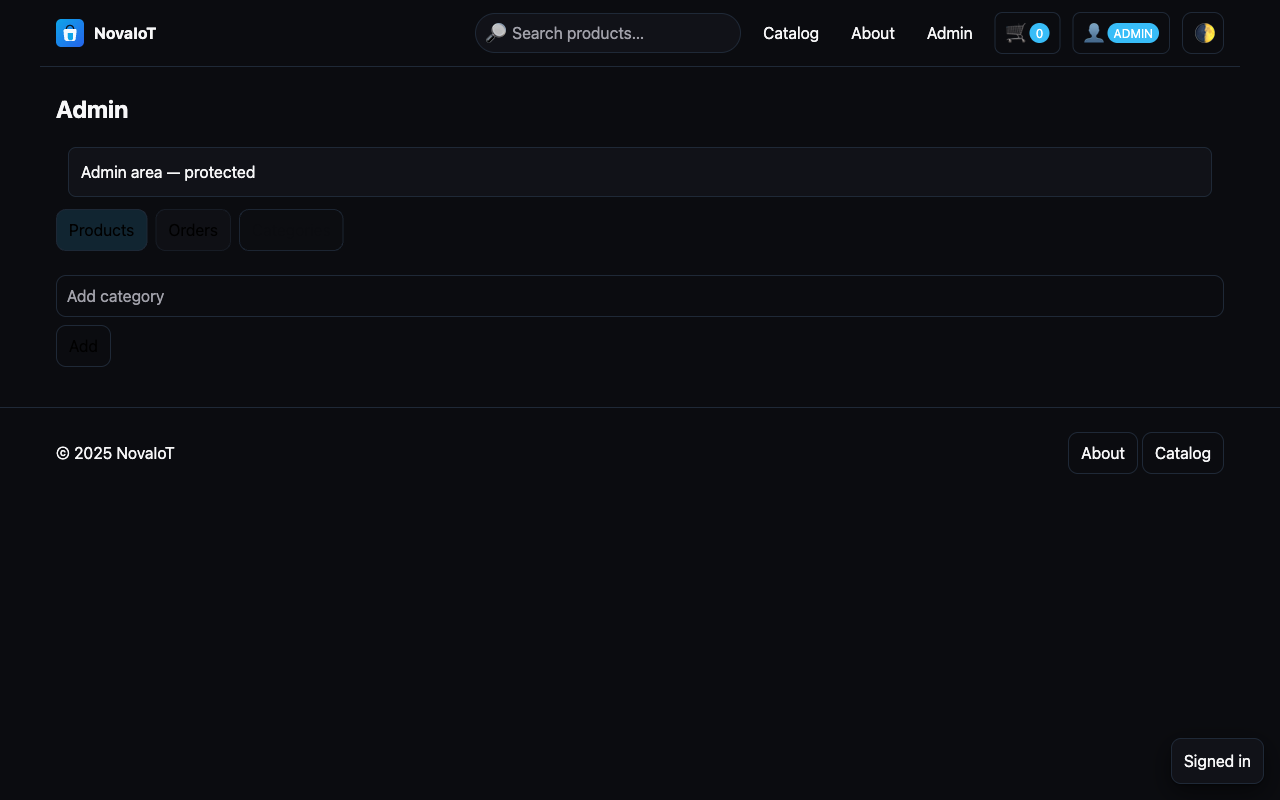 NovaIoT
Search products...
Catalog
About
Admin
0
ADMIN
Admin
Admin area — protected
Products
Orders
Add category
Add
© 2025 NovaIoT
About
Catalog
Signed in